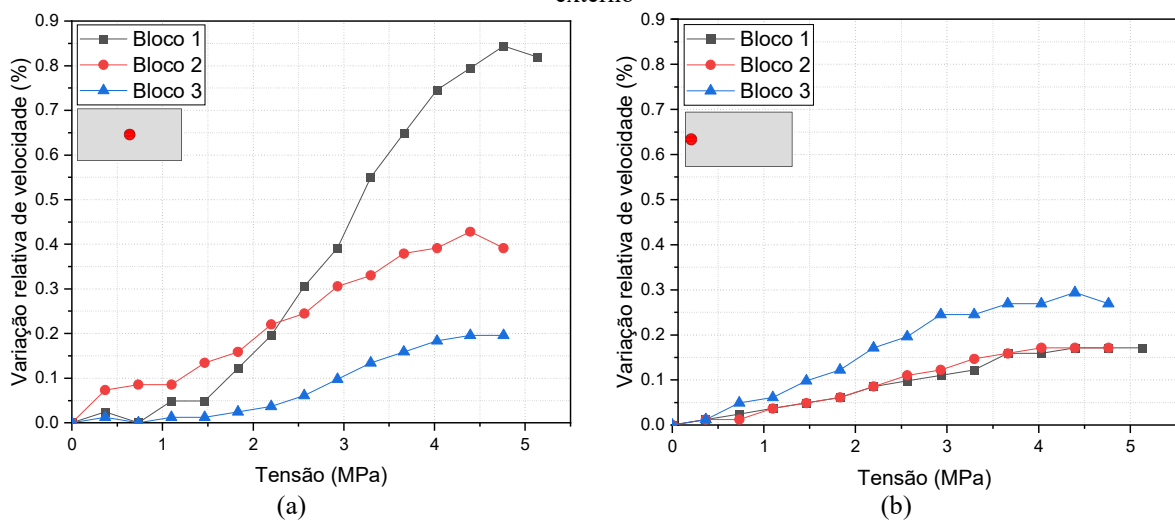 externo
0.9
0.8
0.7
0.6
0.5
0.4
0.3
0.2
0.1
0.0
Variação relativa de velocidade (%)
Bloco 1
Bloco 2
Bloco 3
0 1 2 3 4 5
Tensão (MPa)
(a)
0.9
0.8
0.7
0.6
0.5
0.4
0.3
0.2
0.1
0.0
Variação relativa de velocidade (%)
Bloco 1
Bloco 2
Bloco 3
0 1 2 3 4 5
Tensão (MPa)
(b)